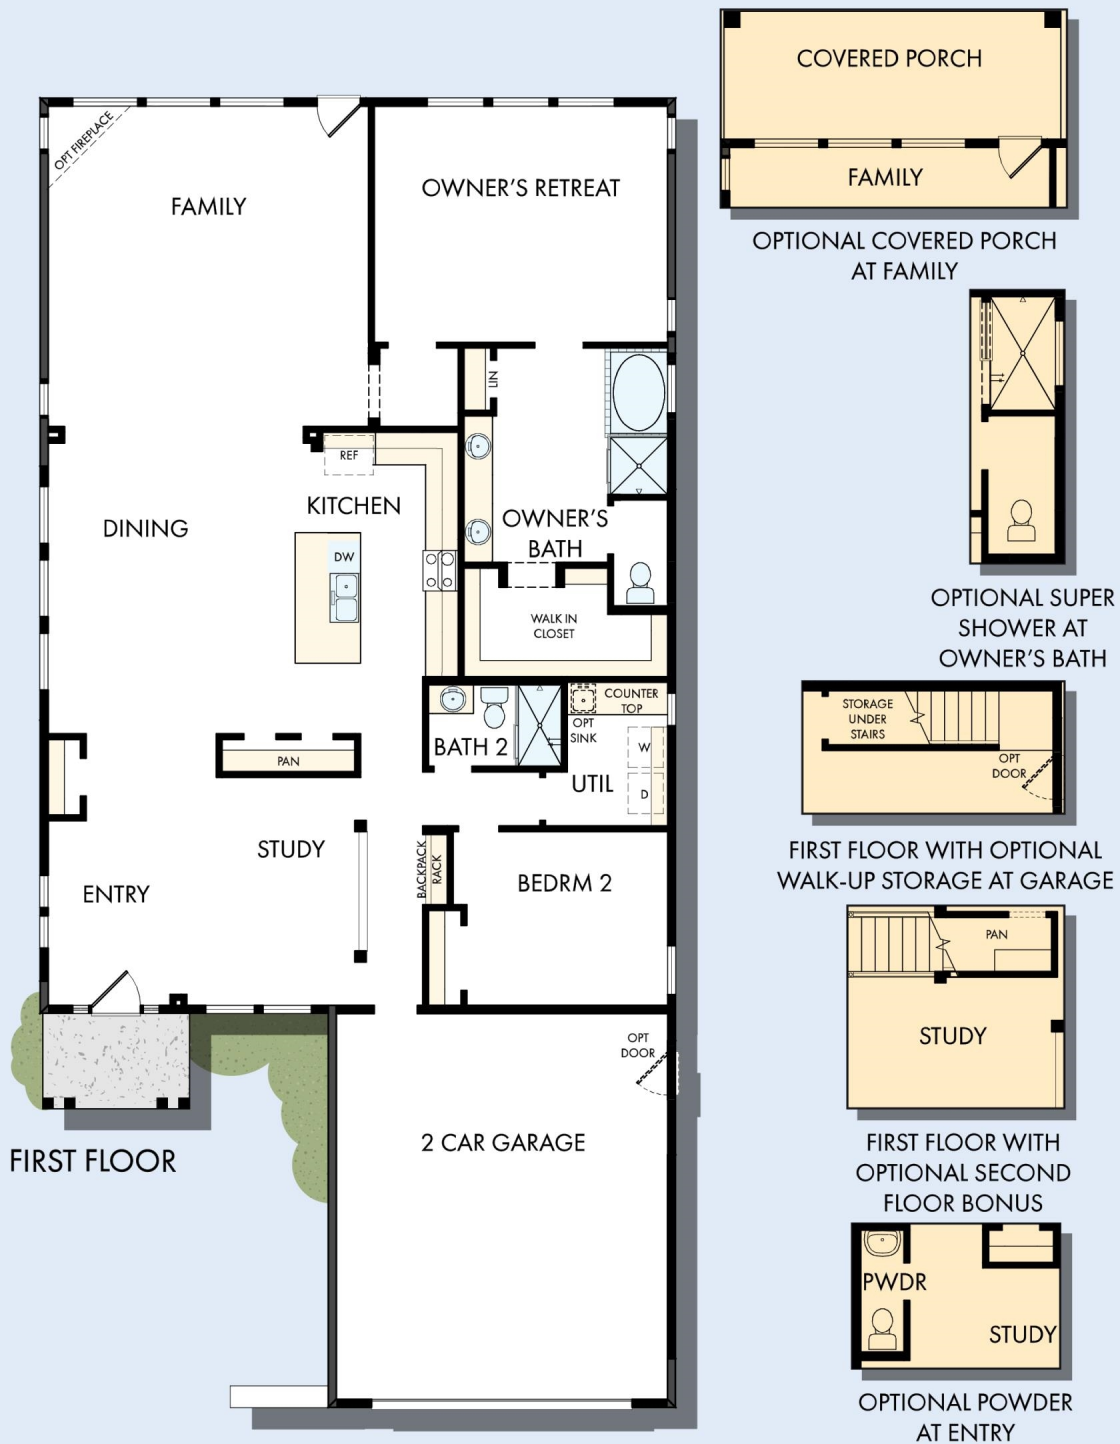 OPT FIREPLACE
FAMILY
OWNER'S RETREAT
LIN
REF
KITCHEN
DINING
DW
OWNER'S
BATH
WALK IN
CLOSET
COUNTER
TOP
OPT
SINK
BATH 2
W
D
UTIL
PAN
STUDY
ENTRY
BACKPACK
RACK
BEDRM 2
OPT
DOOR
2 CAR GARAGE
FIRST FLOOR
COVERED PORCH
FAMILY
OPTIONAL COVERED PORCH
AT FAMILY
OPTIONAL SUPER
SHOWER AT
OWNER'S BATH
STORAGE
UNDER
STAIRS
OPT
DOOR
FIRST FLOOR WITH OPTIONAL
WALK-UP STORAGE AT GARAGE
PAN
STUDY
FIRST FLOOR WITH
OPTIONAL SECOND
FLOOR BONUS
PWDR
STUDY
OPTIONAL POWDER
AT ENTRY